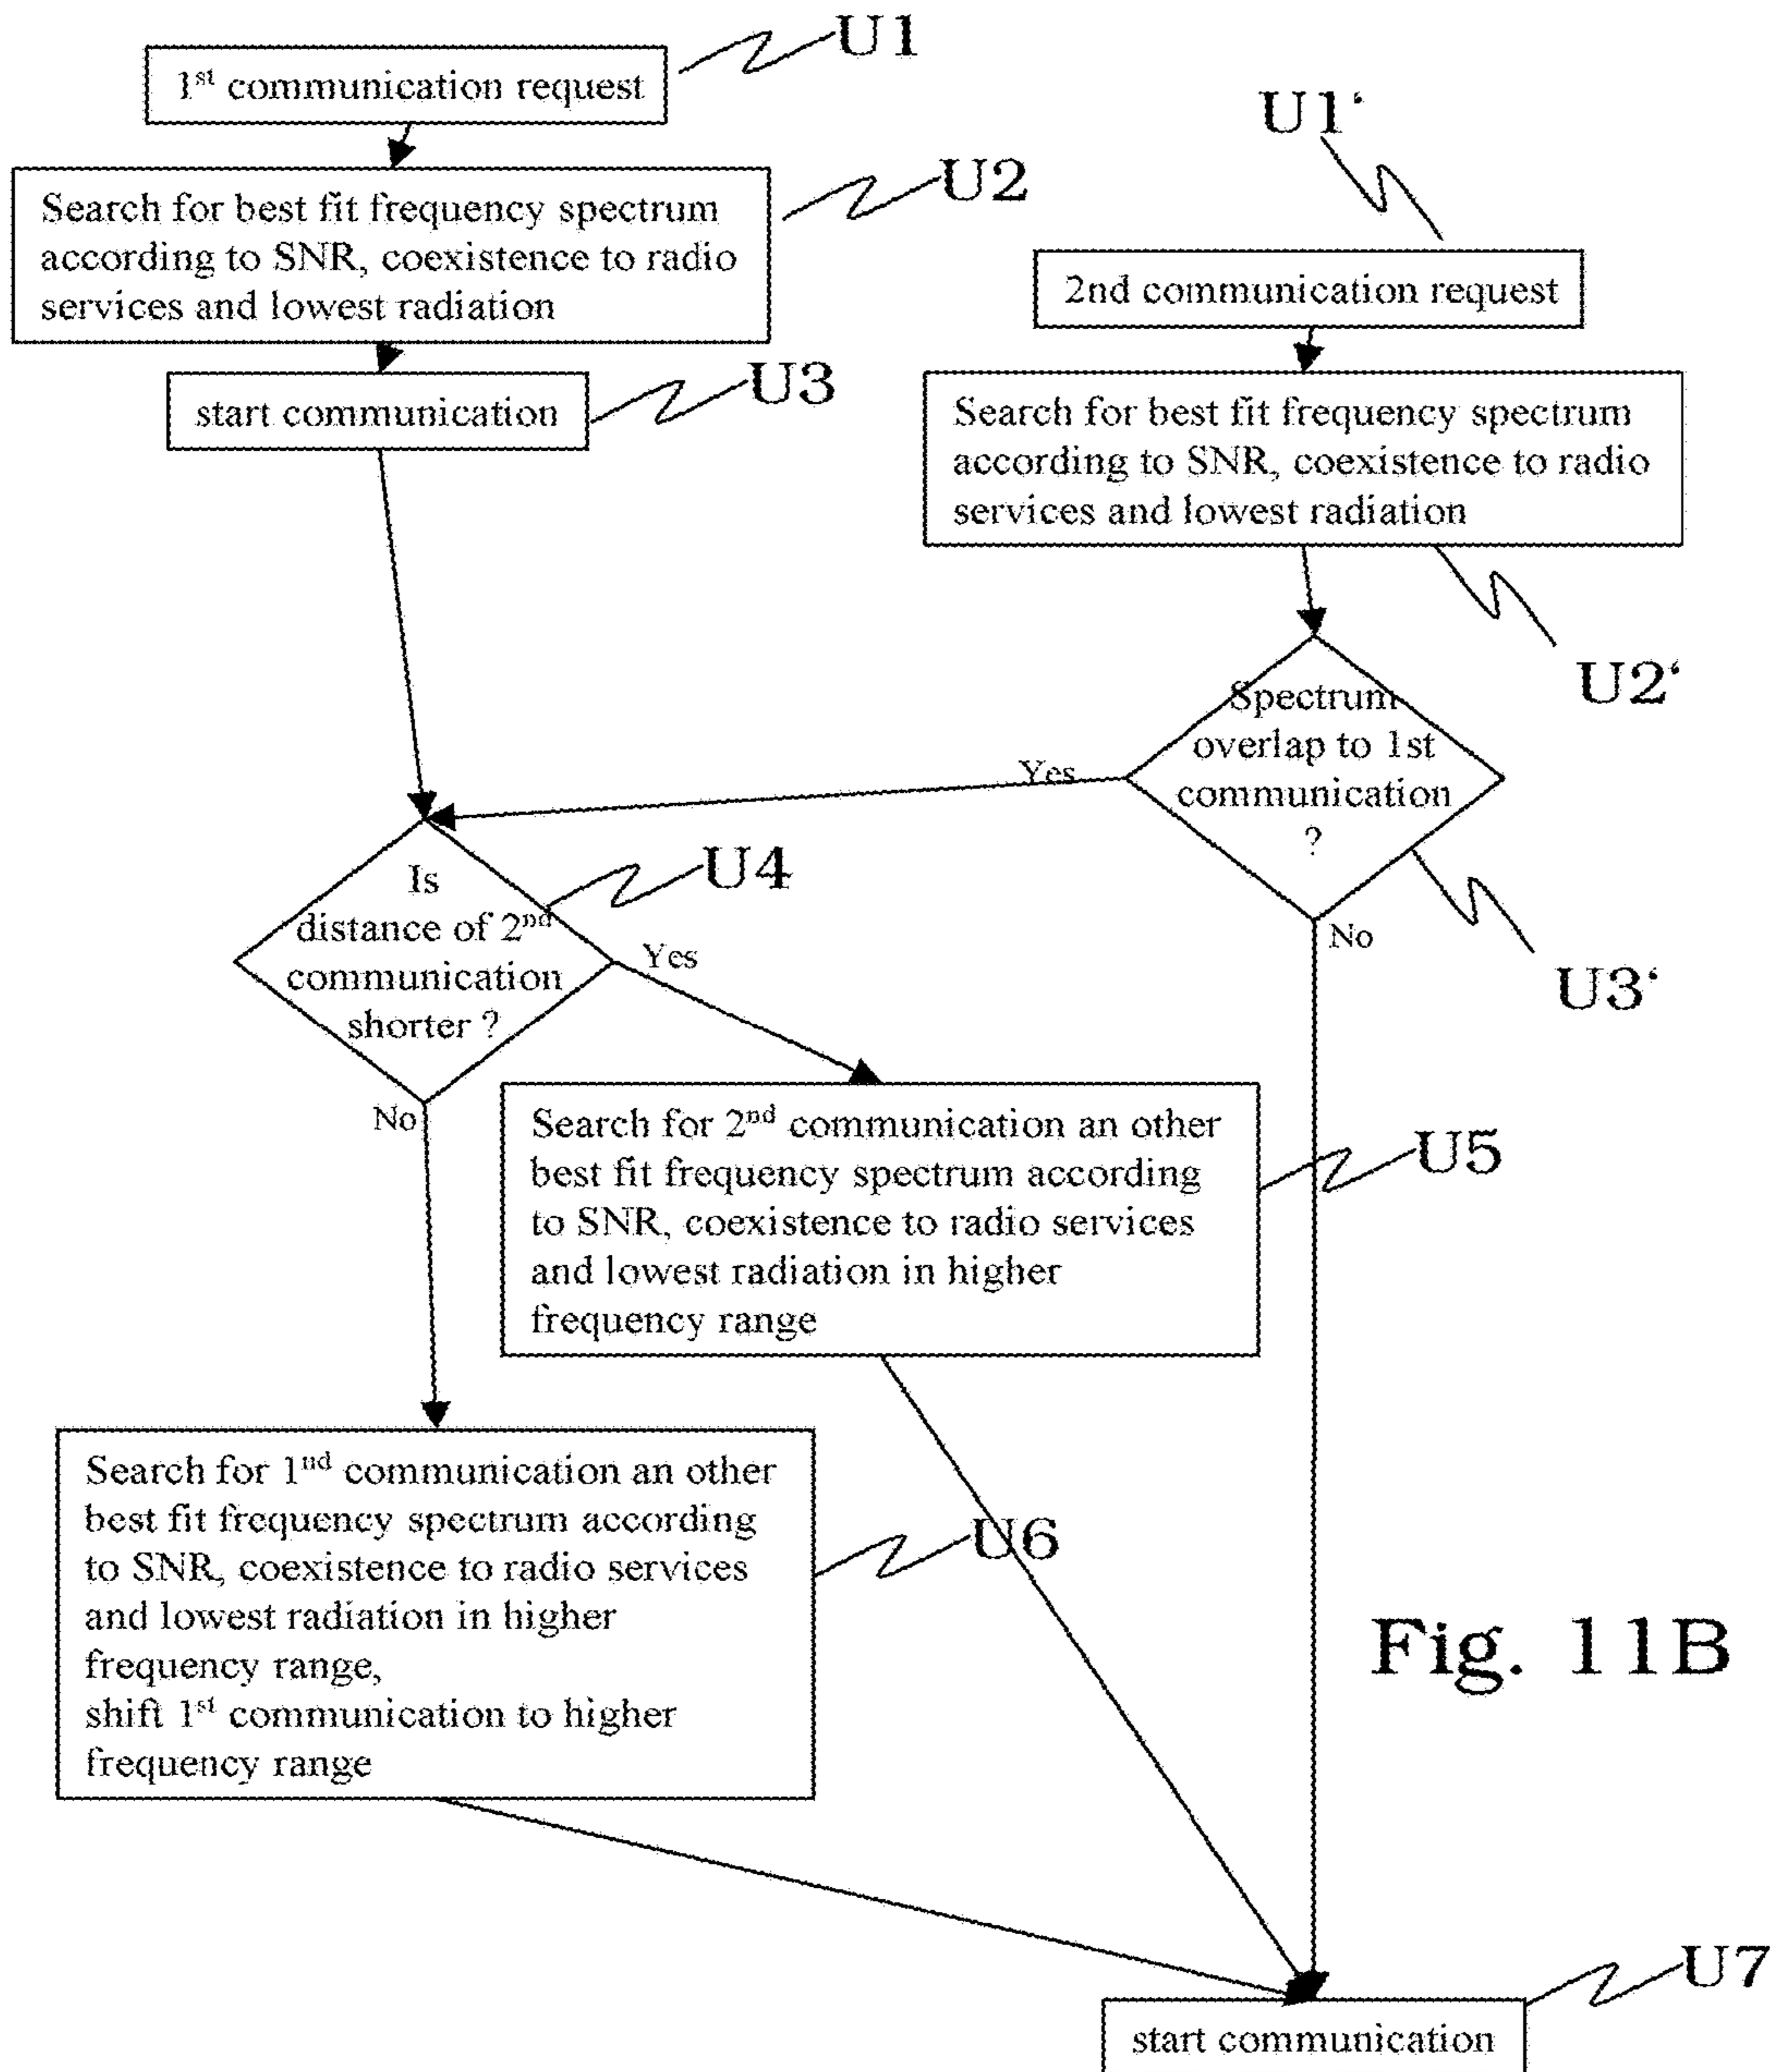 U1
1st communication request
U1‘
U2
Search for best fit frequency spectrum
according to SNR, coexistence to radio
services and lowest radiation
2nd communication request
U3
start communication
Search for best fit frequency spectrum
according to SNR, coexistence to radio
services and lowest radiation
U2‘
Spectrum
overlap to 1st
communication
?
Yes
No
U3‘
U4
Is
distance of 2nd
communication
shorter ?
Yes
No
Search for 2nd communication an other
best fit frequency spectrum according
to SNR, coexistence to radio services
and lowest radiation in higher
frequency range
U5
Search for 1nd communication an other
best fit frequency spectrum according
to SNR, coexistence to radio services
and lowest radiation in higher
frequency range,
shift 1st communication to higher
frequency range
U6
Fig. 11B
U7
start communication